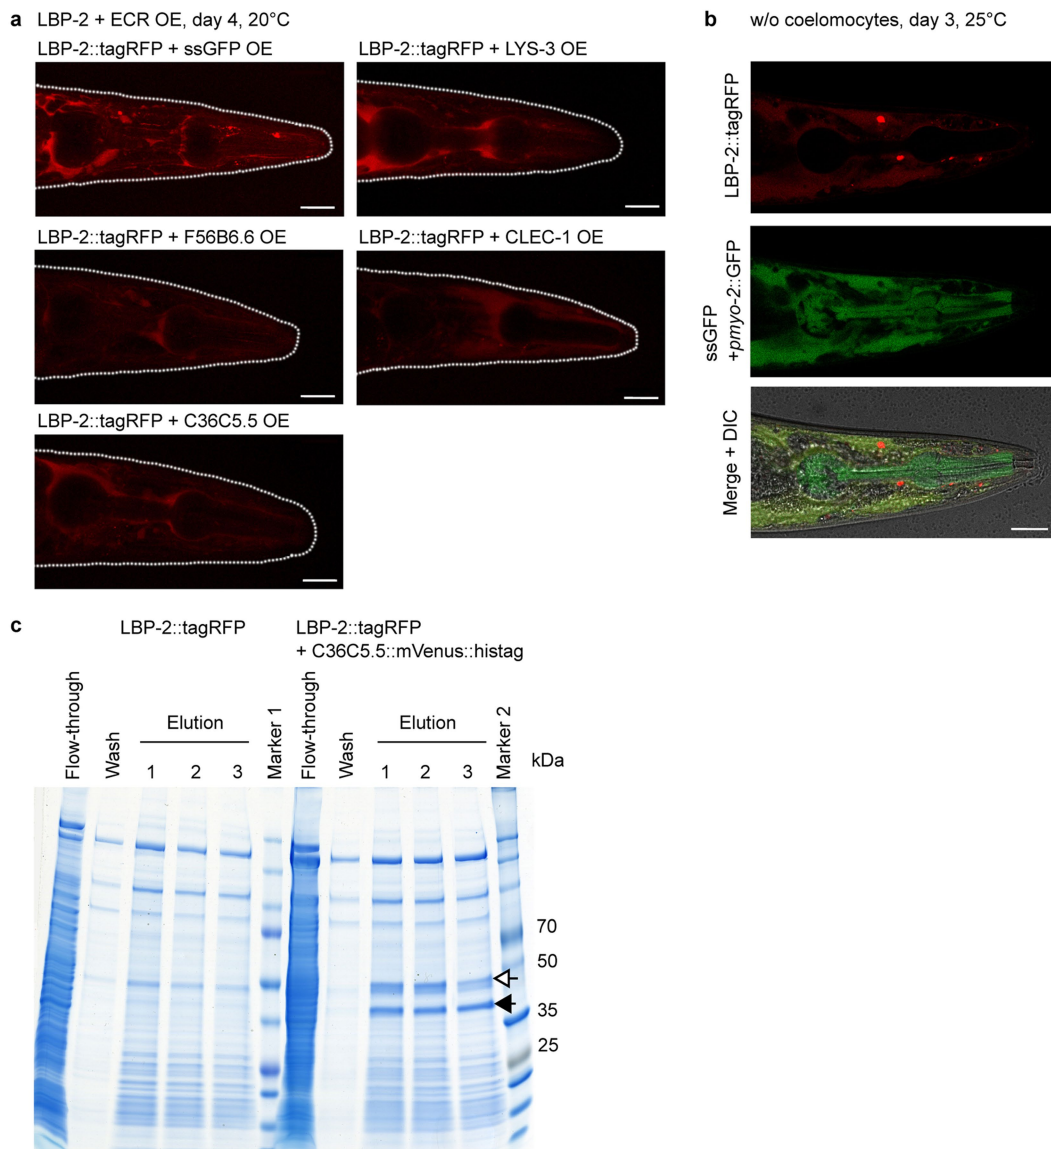 a LBP-2 + ECR OE, day 4, 20°C
LBP-2::tagRFP + ssGFP OE
LBP-2::tagRFP + LYS-3 OE
LBP-2::tagRFP + F56B6.6 OE
LBP-2::tagRFP + CLEC-1 OE
LBP-2::tagRFP + C36C5.5 OE
b w/o coelomocytes, day 3, 25°C
LBP-2::tagRFP
ssGFP
+pmyo-2::GFP
Merge + DIC
c LBP-2::tagRFP
LBP-2::tagRFP
+ C36C5.5::mVenus::histag
Flow-through
Wash
Elution
1 2 3
Marker 1
Flow-through
Wash
Elution
1 2 3
Marker 2
kDa
70
50
35
25